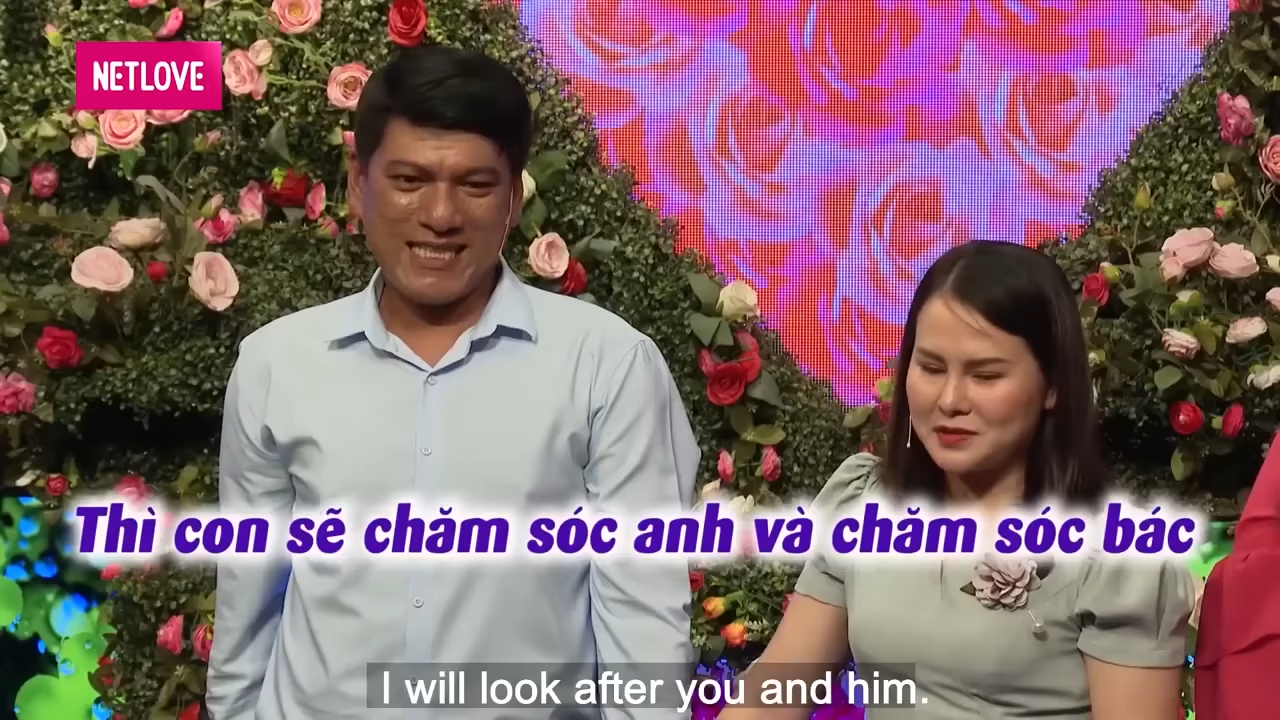 NETLOVE
Thì con sẽ chăm sóc anh và chăm sóc bác
I will look after you and him.